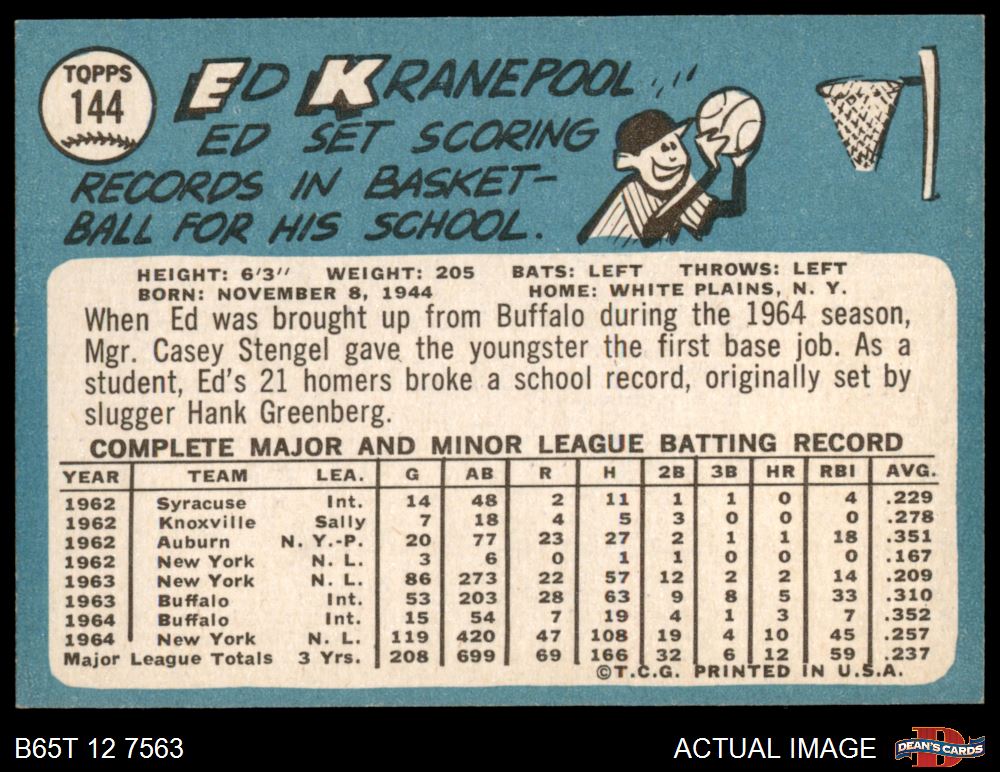 TOPPS
144
ED KRANEPOOL
ED SET SCORING
RECORDS IN BASKET-
BALL FOR HIS SCHOOL.
HEIGHT: 6'3" WEIGHT: 205 BATS: LEFT THROWS: LEFT
BORN: NOVEMBER 8, 1944 HOME: WHITE PLAINS, N. Y.
When Ed was brought up from Buffalo during the 1964 season,
Mgr. Casey Stengel gave the youngster the first base job. As a
student, Ed's 21 homers broke a school record, originally set by
slugger Hank Greenberg.
COMPLETE MAJOR AND MINOR LEAGUE BATTING RECORD
YEAR TEAM LEA. G AB R H 2B 3B HR RBI AVG.
1962 Syracuse Int. 14 48 2 11 1 1 0 4 .229
1962 Knoxville Sally 7 18 4 5 3 0 0 0 .278
1962 Auburn N. Y.-P. 20 77 23 27 2 1 1 18 .351
1962 New York N. L. 3 6 0 1 1 0 0 0 .167
1963 New York N. L. 86 273 22 57 12 2 2 14 .209
1963 Buffalo Int. 53 203 28 63 9 8 5 33 .310
1964 Buffalo Int. 15 54 7 19 4 1 3 7 .352
1964 New York N. L. 119 420 47 108 19 4 10 45 .257
Major League Totals 3 Yrs. 208 699 69 166 32 6 12 59 .237
©T.C.G. PRINTED IN U.S.A.
B65T 12 7563 ACTUAL IMAGE
D
DEAN'S CARDS